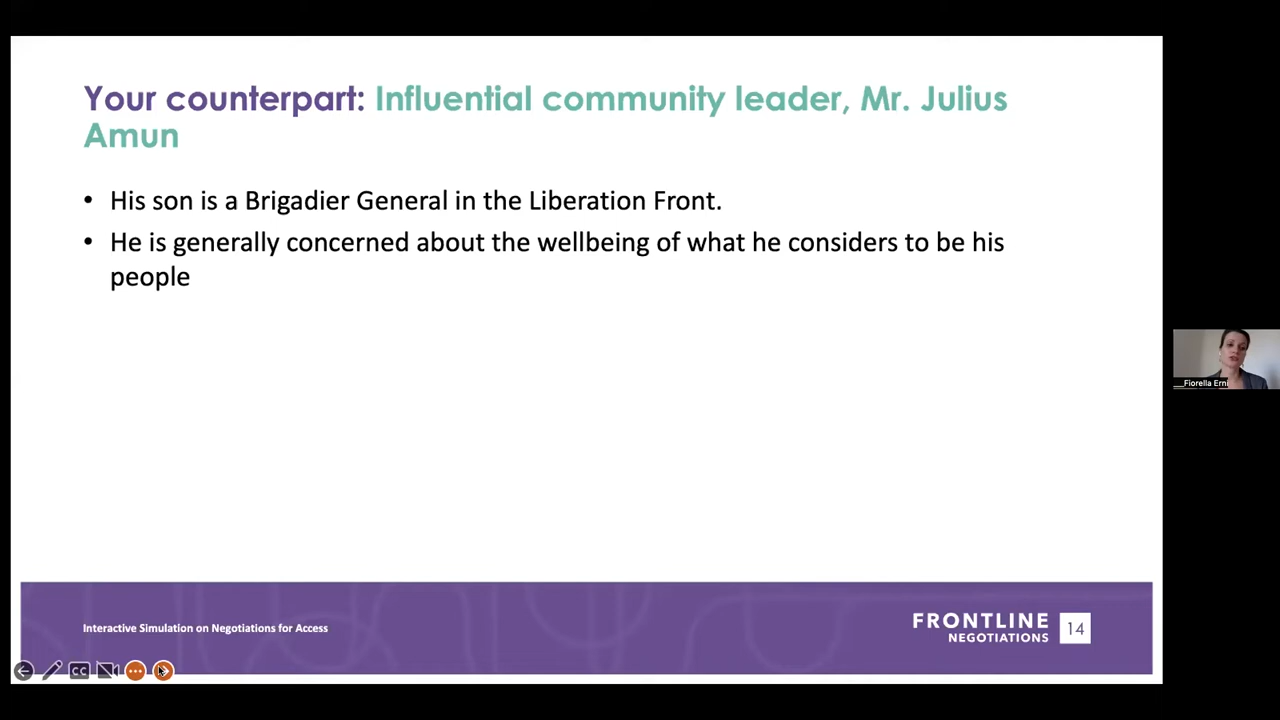 Your counterpart: Influential community leader, Mr. Julius
Amun
• His son is a Brigadier General in the Liberation Front.
• He is generally concerned about the wellbeing of what he considers to be his
people
Fiorella Erni
Interactive Simulation on Negotiations for Access
FRONTLINE
NEGOTIATIONS
14
CC